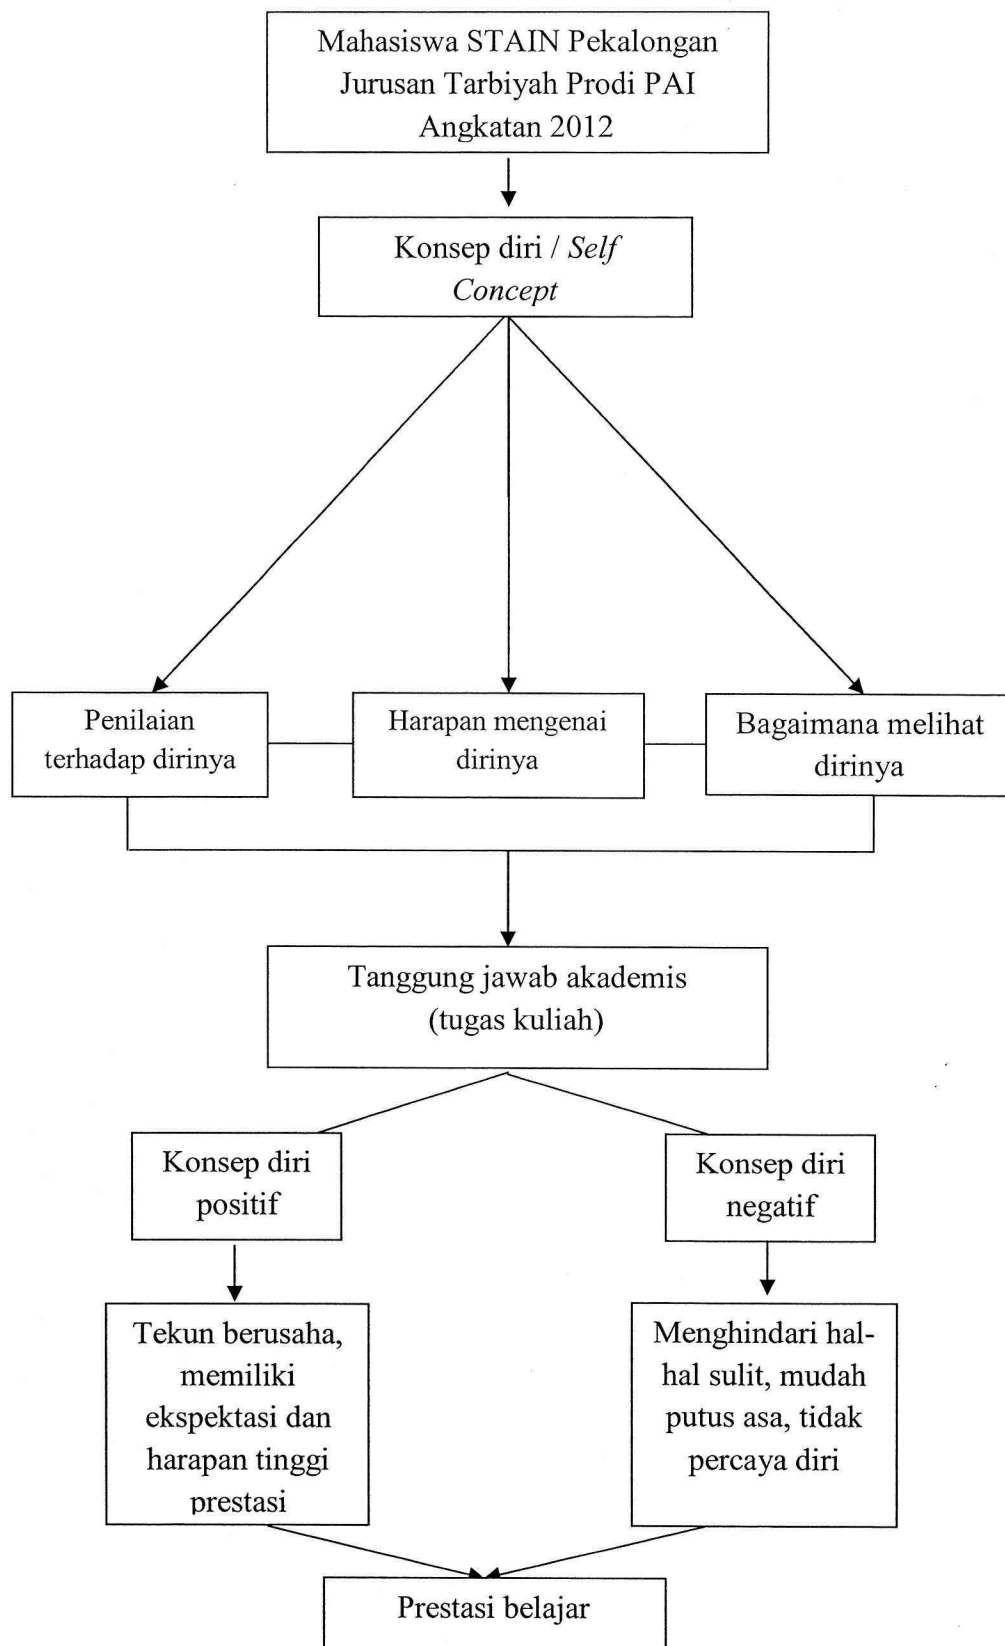 Mahasiswa STAIN Pekalongan
Jurusan Tarbiyah Prodi PAI
Angkatan 2012
Konsep diri / Self
Concept
Penilaian
terhadap dirinya
Harapan mengenai
dirinya
Bagaimana melihat
dirinya
Tanggung jawab akademis
(tugas kuliah)
Konsep diri
positif
Konsep diri
negatif
Tekun berusaha,
memiliki
ekspektasi dan
harapan tinggi
prestasi
Menghindari hal-
hal sulit, mudah
putus asa, tidak
percaya diri
Prestasi belajar